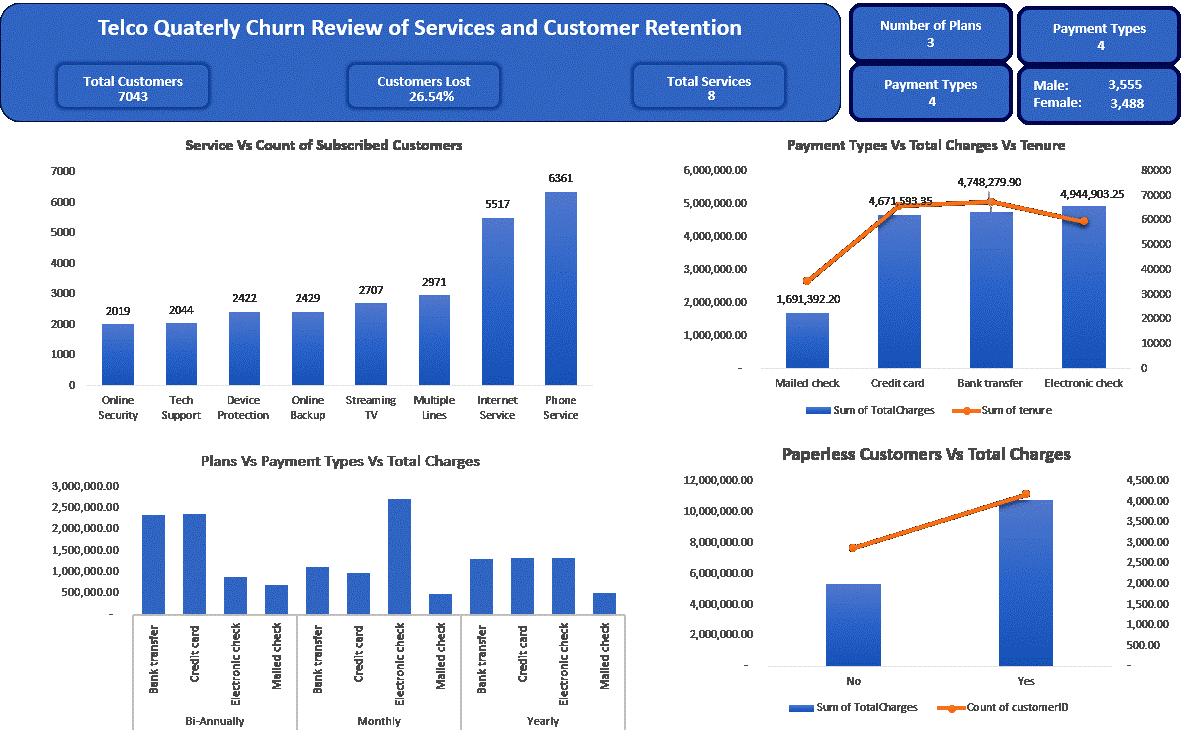 Telco Quaterly Churn Review of Services and Customer Retention
Total Customers
7043
Customers Lost
26.54%
Total Services
8
Number of Plans
3
Payment Types
4
Payment Types
4
Male: 3,555
Female: 3,488
Service Vs Count of Subscribed Customers
7000
6000
5000
4000
3000
2000
1000
0
2019
2044
2422
2429
2707
2971
5517
6361
Online
Security
Tech
Support
Device
Protection
Online
Backup
Streaming
TV
Multiple
Lines
Internet
Service
Phone
Service
Payment Types Vs Total Charges Vs Tenure
6,000,000.00
5,000,000.00
4,000,000.00
3,000,000.00
2,000,000.00
1,000,000.00
-
1,691,392.20
4,671,593.35
4,748,279.90
4,944,903.25
80000
70000
60000
50000
40000
30000
20000
10000
0
Mailed check
Credit card
Bank transfer
Electronic check
Sum of TotalCharges
Sum of tenure
Plans Vs Payment Types Vs Total Charges
3,000,000.00
2,500,000.00
2,000,000.00
1,500,000.00
1,000,000.00
500,000.00
-
Bank transfer
Credit card
Electronic check
Mailed check
Bank transfer
Credit card
Electronic check
Mailed check
Bank transfer
Credit card
Electronic check
Mailed check
Bi-Annually
Monthly
Yearly
Paperless Customers Vs Total Charges
12,000,000.00
10,000,000.00
8,000,000.00
6,000,000.00
4,000,000.00
2,000,000.00
-
4,500.00
4,000.00
3,500.00
3,000.00
2,500.00
2,000.00
1,500.00
1,000.00
500.00
-
No
Yes
Sum of TotalCharges
Count of customerID